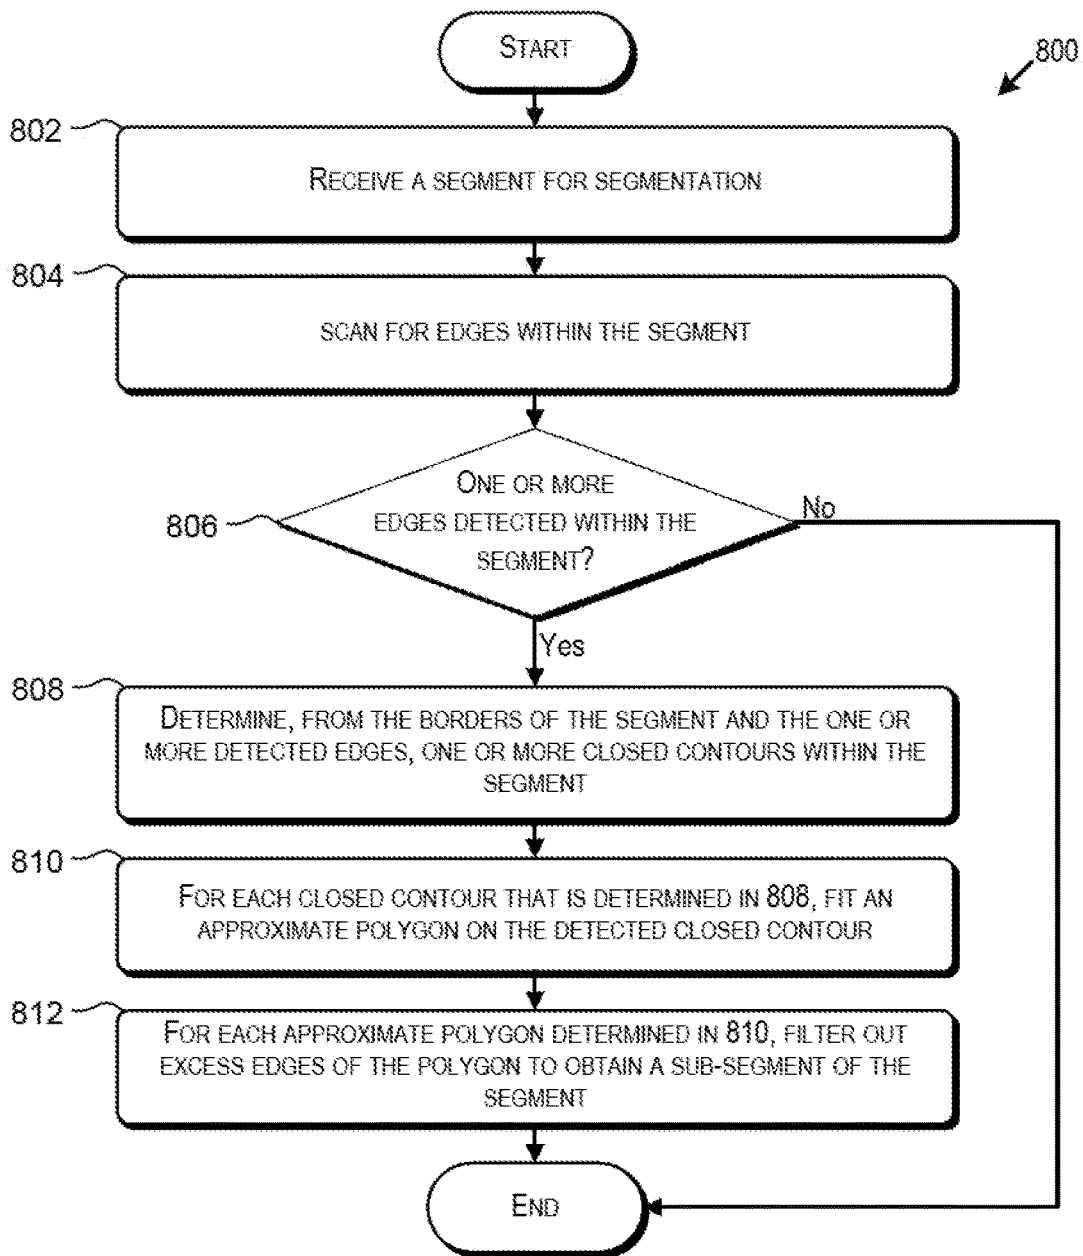 START
800
802
RECEIVE A SEGMENT FOR SEGMENTATION
804
SCAN FOR EDGES WITHIN THE SEGMENT
806
ONE OR MORE
EDGES DETECTED WITHIN THE
SEGMENT?
No
Yes
808
DETERMINE, FROM THE BORDERS OF THE SEGMENT AND THE ONE OR
MORE DETECTED EDGES, ONE OR MORE CLOSED CONTOURS WITHIN THE
SEGMENT
810
FOR EACH CLOSED CONTOUR THAT IS DETERMINED IN 808, FIT AN
APPROXIMATE POLYGON ON THE DETECTED CLOSED CONTOUR
812
FOR EACH APPROXIMATE POLYGON DETERMINED IN 810, FILTER OUT
EXCESS EDGES OF THE POLYGON TO OBTAIN A SUB-SEGMENT OF THE
SEGMENT
END